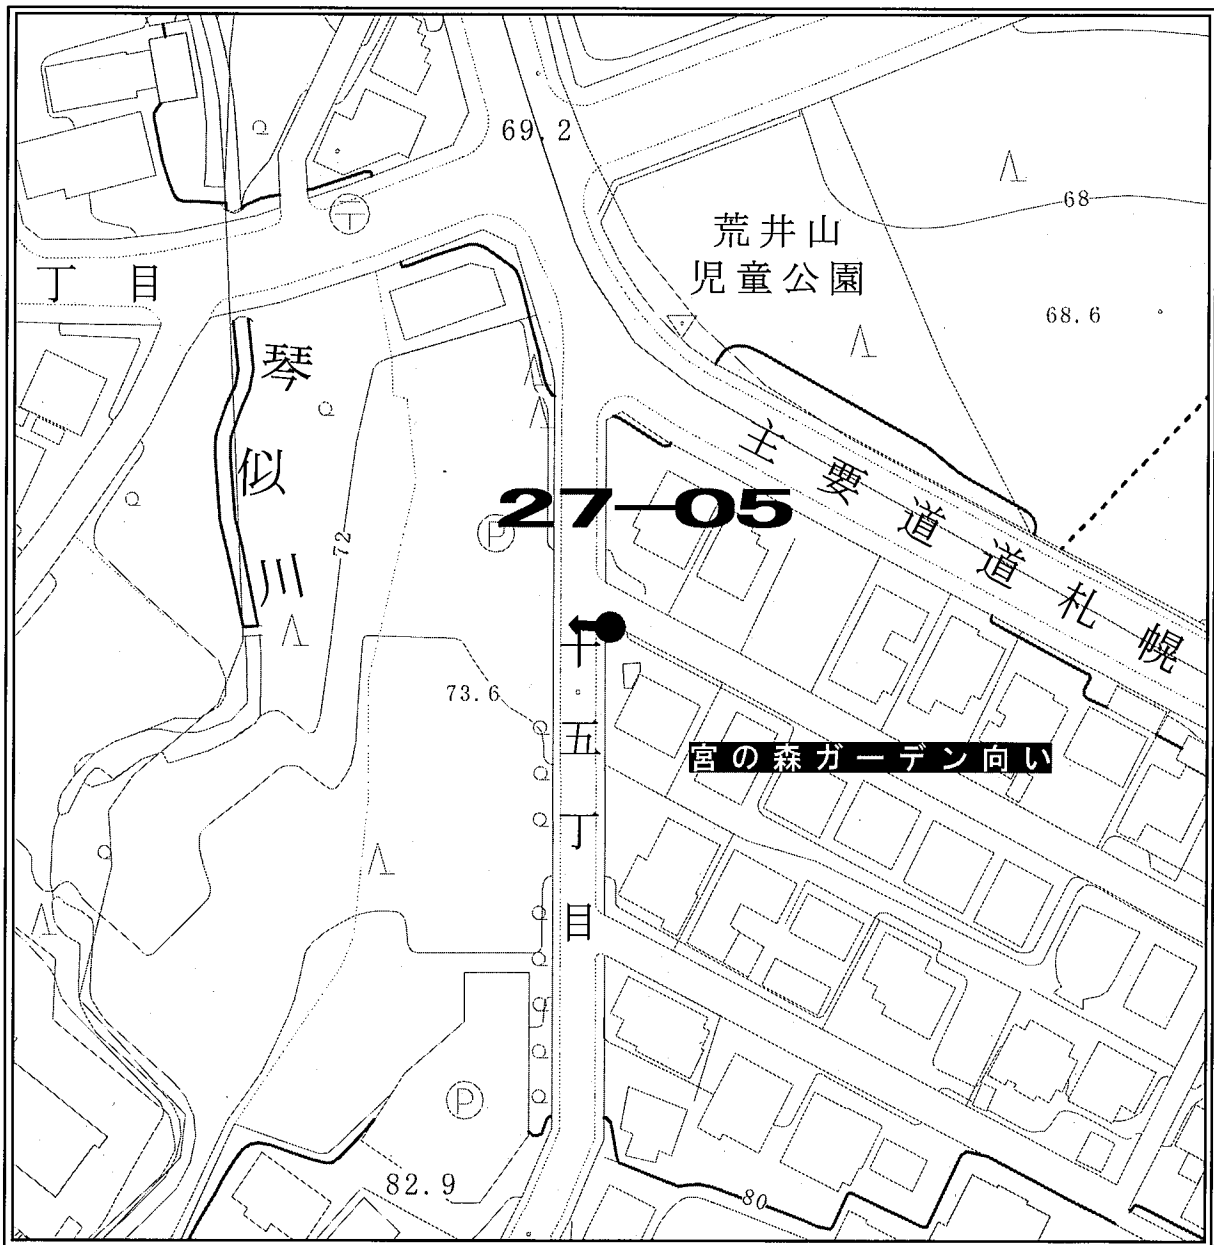 69.2
荒井山
児童公園
68
68.6
丁目
琴似川
主要道道札幌
27-05
P
72
73.6
十五丁目
宮の森ガーデン向い
P
82.9
80